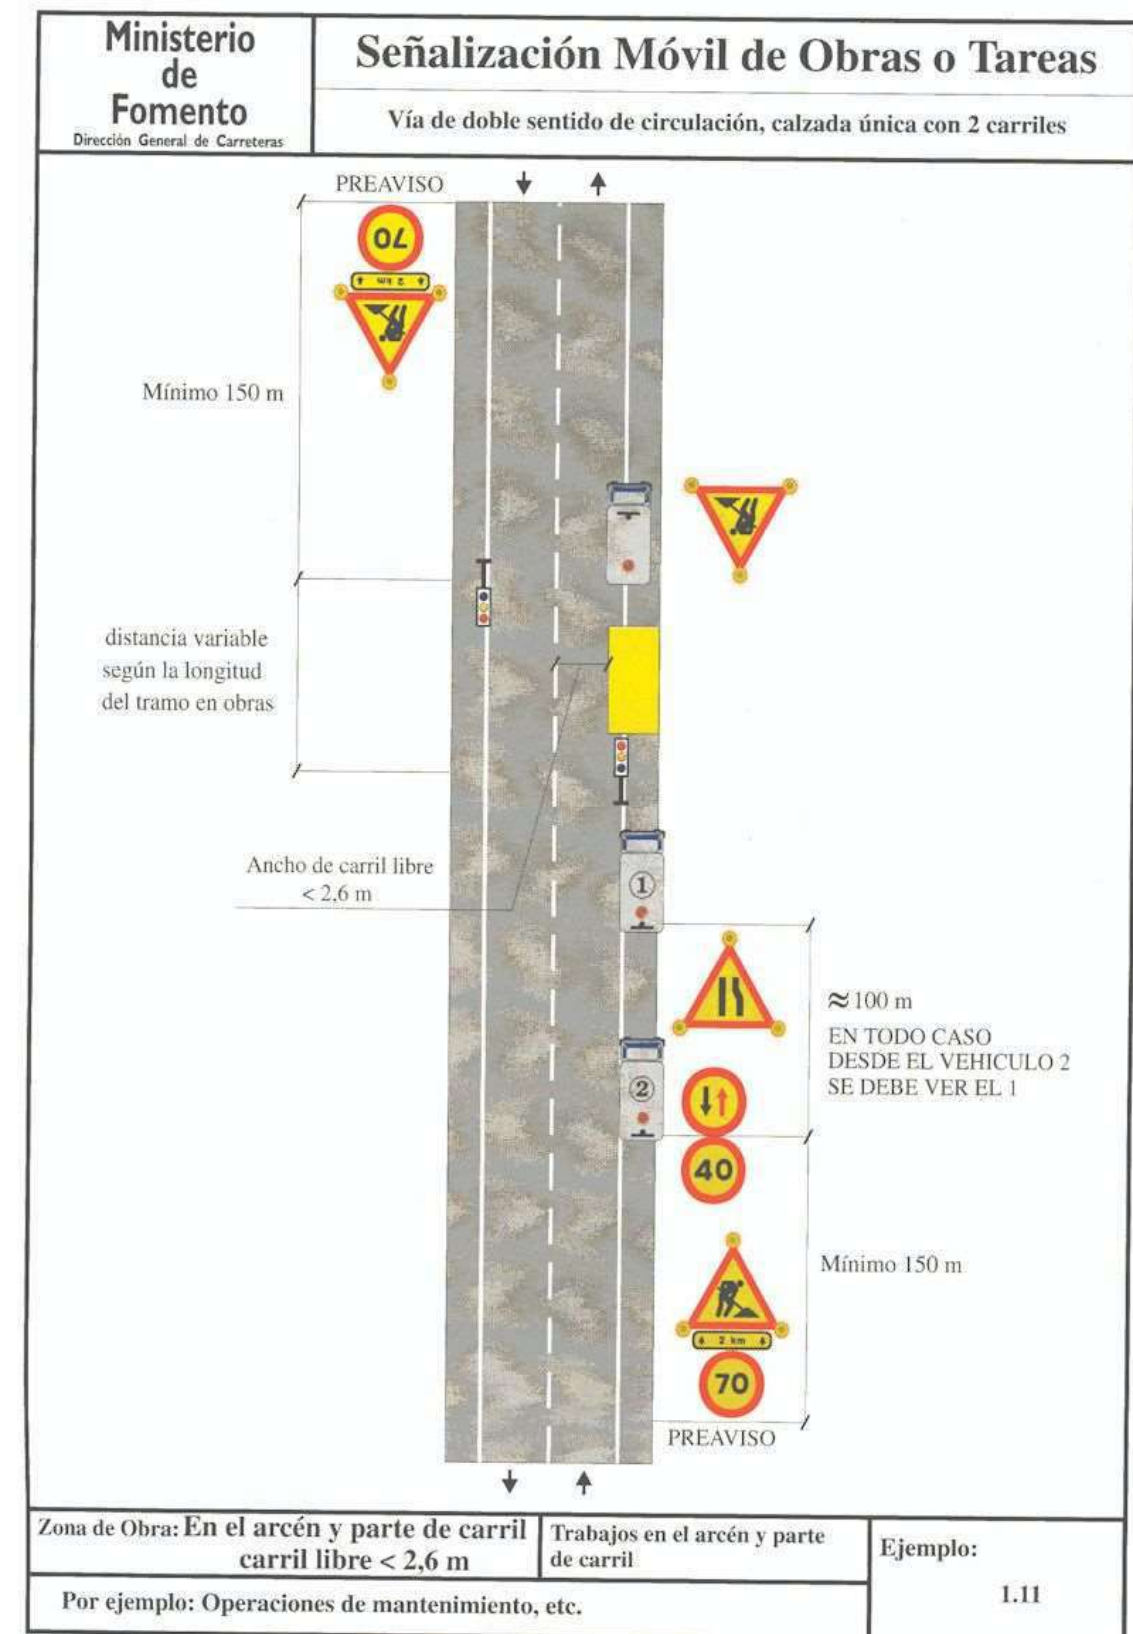 Ministerio
de
Fomento
Dirección General de Carreteras
Señalización Móvil de Obras o Tareas
Vía de doble sentido de circulación, calzada única con 2 carriles
PREAVISO
70
2 km
Mínimo 150 m
distancia variable
según la longitud
del tramo en obras
Ancho de carril libre
< 2,6 m
1
≈ 100 m
EN TODO CASO
DESDE EL VEHICULO 2
SE DEBE VER EL 1
2
40
Mínimo 150 m
2 km
70
PREAVISO
Zona de Obra: En el arcén y parte de carril
carril libre < 2,6 m
Trabajos en el arcén y parte
de carril
Ejemplo:
1.11
Por ejemplo: Operaciones de mantenimiento, etc.